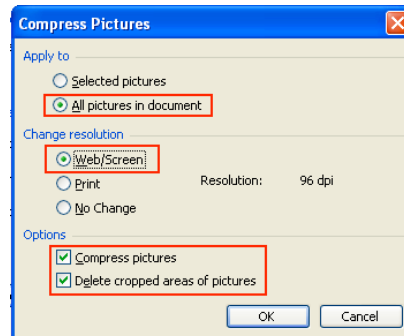 Compress Pictures
Apply to
Selected pictures
All pictures in document
Change resolution
Web/Screen
Print Resolution: 96 dpi
No Change
Options
Compress pictures
Delete cropped areas of pictures
OK Cancel